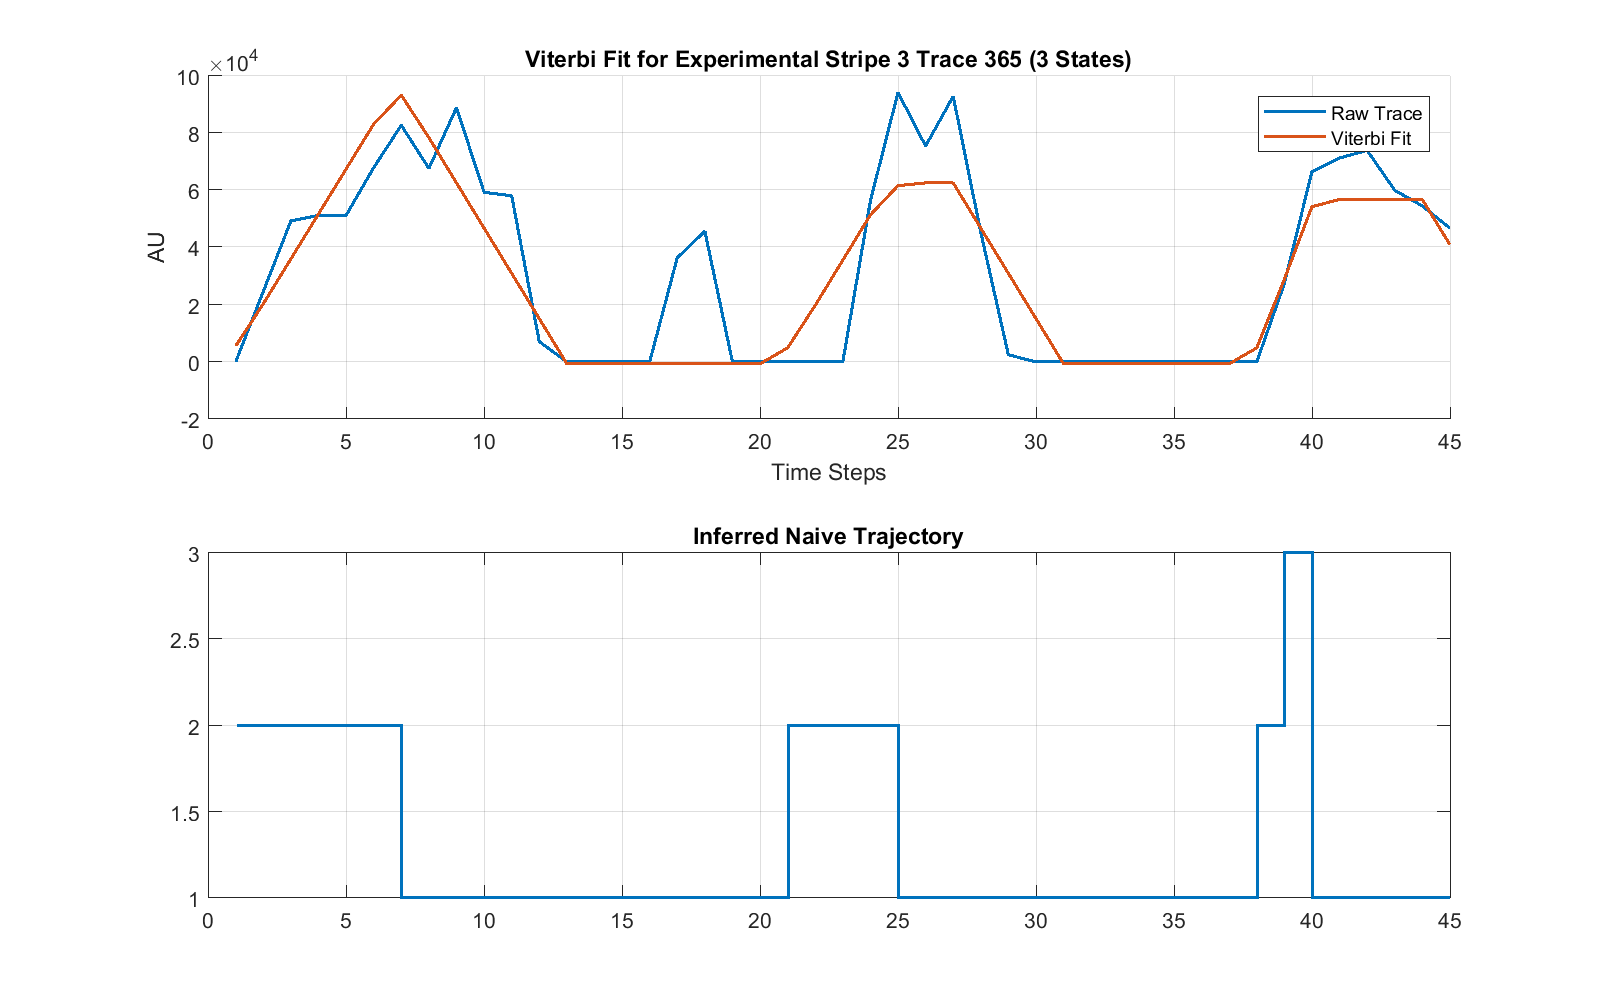 Viterbi Fit for Experimental Stripe 3 Trace 365 (3 States)
×10^4
10
8
6
4
2
0
-2
AU
Raw Trace
Viterbi Fit
0 5 10 15 20 25 30 35 40 45
Time Steps
Inferred Naive Trajectory
3
2.5
2
1.5
1
0 5 10 15 20 25 30 35 40 45